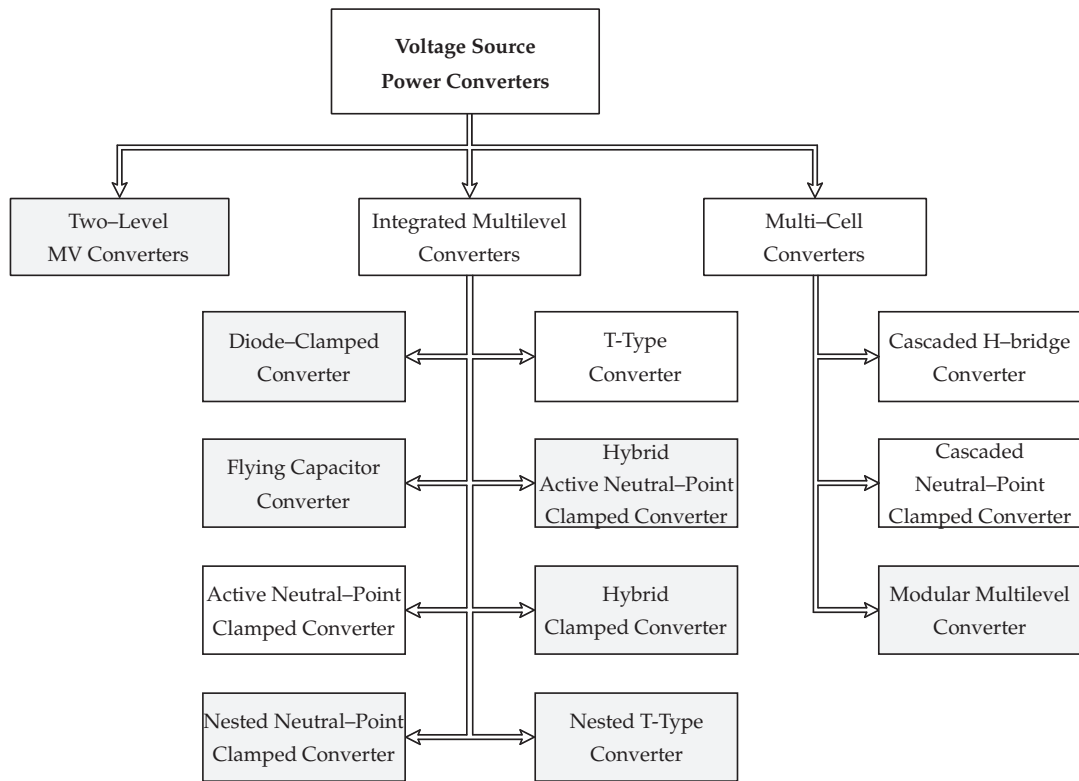 Voltage Source
Power Converters
Two–Level
MV Converters
Integrated Multilevel
Converters
Multi–Cell
Converters
Diode–Clamped
Converter
T-Type
Converter
Cascaded H–bridge
Converter
Flying Capacitor
Converter
Hybrid
Active Neutral–Point
Clamped Converter
Cascaded
Neutral–Point
Clamped Converter
Active Neutral–Point
Clamped Converter
Hybrid
Clamped Converter
Modular Multilevel
Converter
Nested Neutral–Point
Clamped Converter
Nested T-Type
Converter